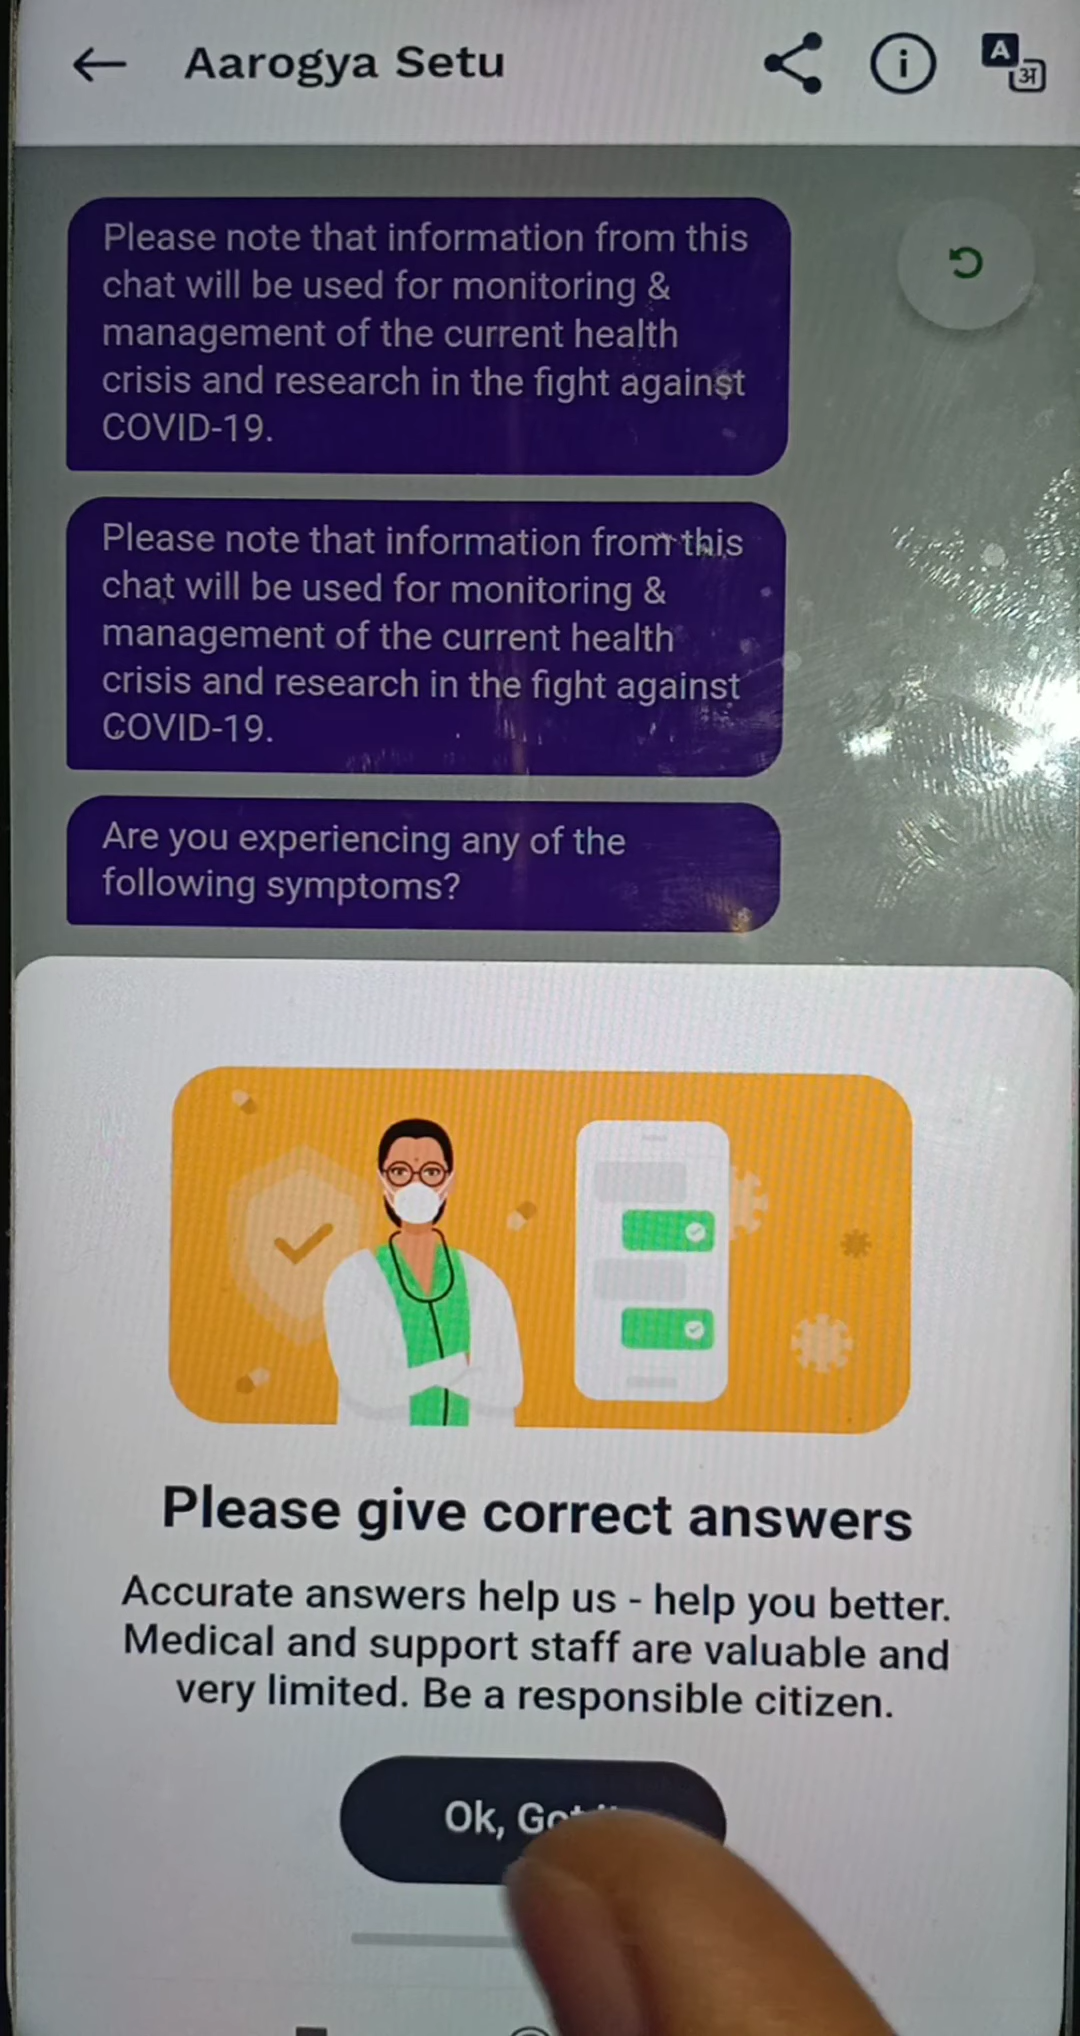 Aarogya Setu
i
A
अ
Please note that information from this
chat will be used for monitoring &
management of the current health
crisis and research in the fight against
COVID-19.
Please note that information from this
chat will be used for monitoring &
management of the current health
crisis and research in the fight against
COVID-19.
Are you experiencing any of the
following symptoms?
Please give correct answers
Accurate answers help us - help you better.
Medical and support staff are valuable and
very limited. Be a responsible citizen.
Ok, Got